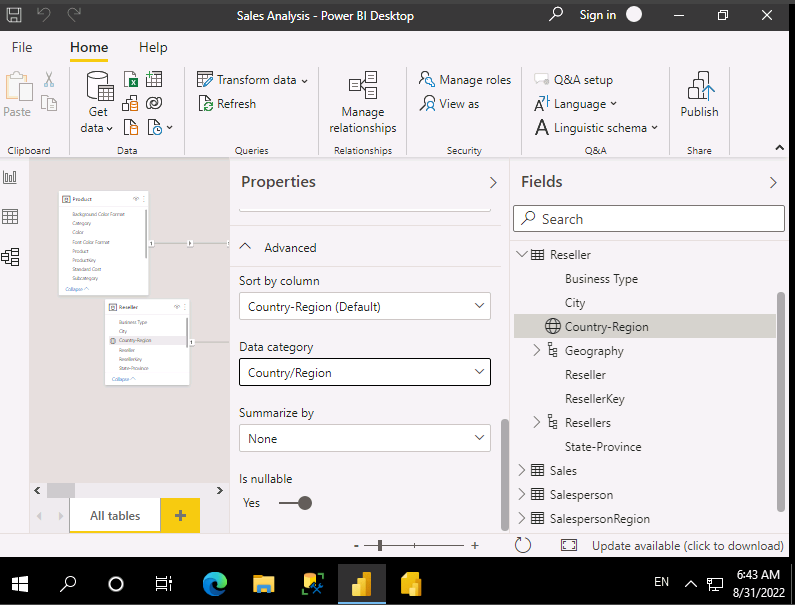 Sales Analysis - Power BI Desktop
Sign in
File
Home
Help
Paste
Get
data
Transform data
Refresh
Manage
relationships
Manage roles
View as
Q&A setup
Language
Linguistic schema
Publish
Clipboard
Data
Queries
Relationships
Security
Q&A
Share
Product
Background Color Format
Category
Color
Font Color Format
Product
ProductKey
Standard Cost
Subcategory
Collapse
1
Reseller
Business Type
City
Country-Region
Reseller
ResellerKey
State-Province
Collapse
1
All tables
Properties
Advanced
Sort by column
Country-Region (Default)
Data category
Country/Region
Summarize by
None
Is nullable
Yes
Fields
Search
Reseller
Business Type
City
Country-Region
Geography
Reseller
ResellerKey
Resellers
State-Province
Sales
Salesperson
SalespersonRegion
- +
Update available (click to download)
EN
6:43 AM
8/31/2022